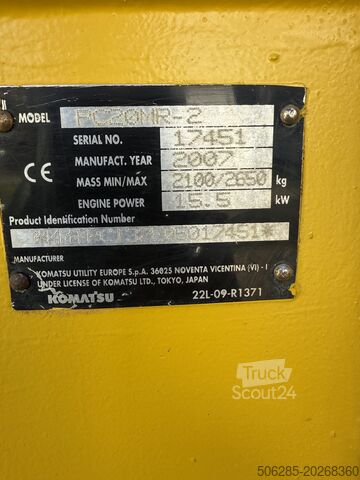 MODEL PC20MR-2
SERIAL NO. 17451
MANUFACT. YEAR 2007
CE MASS MIN/MAX 2100/2650 kg
ENGINE POWER 15.5 kW
Product Identification Number
MANUFACTURER
KOMATSU UTILITY EUROPE S.p.A. 36025 NOVENTA VICENTINA (VI) - I
UNDER LICENSE OF KOMATSU LTD., TOKYO, JAPAN
KOMATSU 22L-09-R1371
Truck
Scout24
506285-20268360